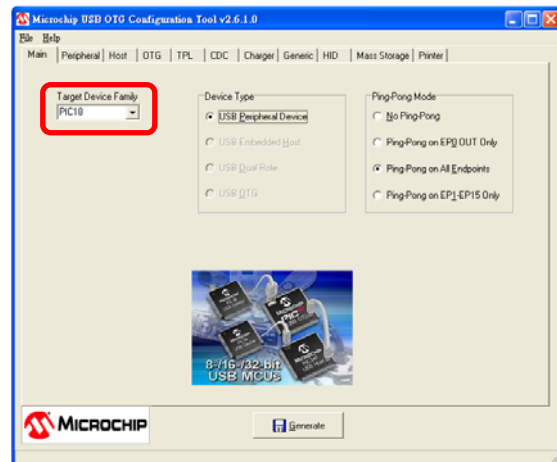 Microchip USB OTG Configuration Tool v2.6.1.0
File Help
Main Peripheral Host OTG TPL CDC Charger Generic HID Mass Storage Printer
Target Device Family
PIC18
Device Type
USB Peripheral Device
USB Embedded Host
USB Dual Role
USB OTG
Ping-Pong Mode
No Ping-Pong
Ping-Pong on EP0 OUT Only
Ping-Pong on All Endpoints
Ping-Pong on EP1-EP15 Only
8-/16-/32-bit
USB MCUs
MICROCHIP
Generate